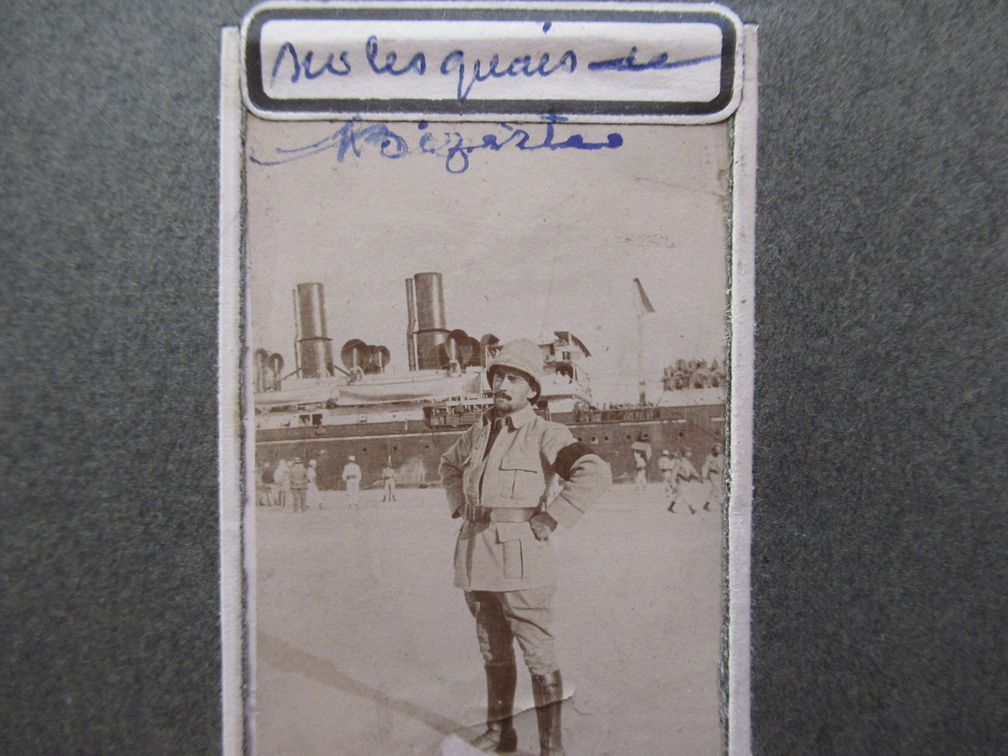 Sur les quais de
Bizerte